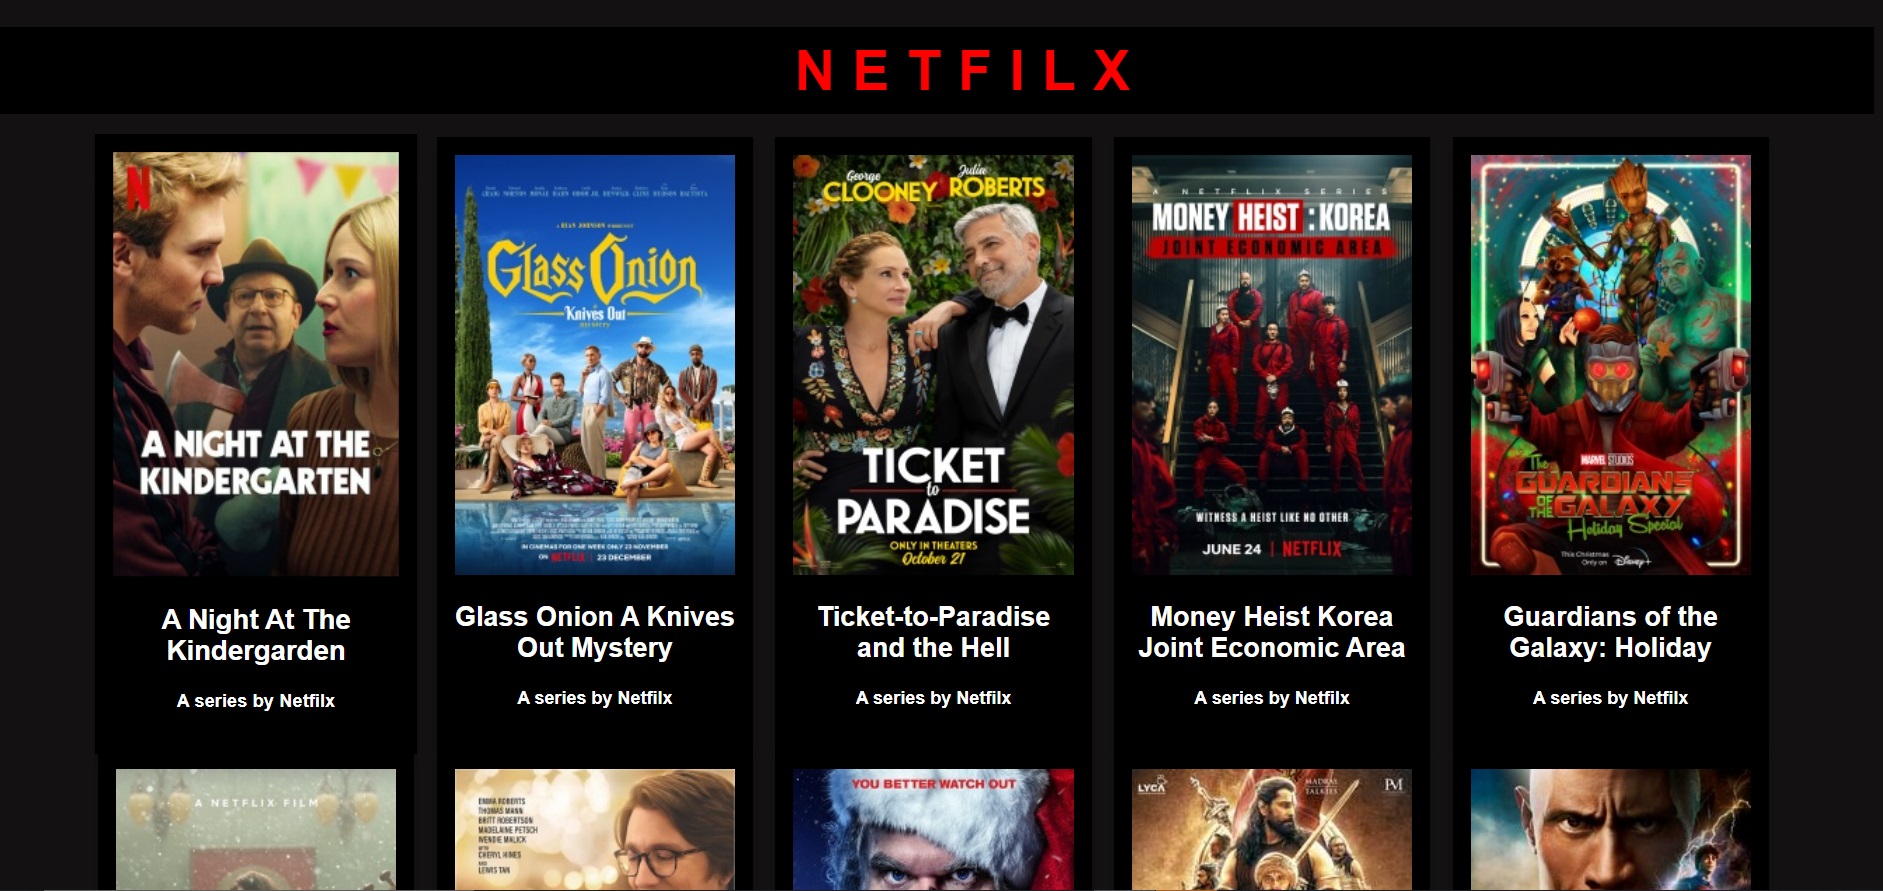 NETFILX
N
A NIGHT AT THE
KINDERGARTEN
A Night At The
Kindergarden
A series by Netfilx
A RIAN JOHNSON WHODUNNIT
GLASS ONION
A
Knives Out
mystery
IN CINEMAS FOR ONE WEEK ONLY 23 NOVEMBER
ON NETFLIX | 23 DECEMBER
Glass Onion A Knives
Out Mystery
A series by Netfilx
George Julia
CLOONEY ROBERTS
TICKET
to
PARADISE
ONLY IN THEATERS
October 21
Ticket-to-Paradise
and the Hell
A series by Netfilx
A NETFLIX SERIES
MONEY HEIST : KOREA
JOINT ECONOMIC AREA
WITNESS A HEIST LIKE NO OTHER
JUNE 24 | NETFLIX
Money Heist Korea
Joint Economic Area
A series by Netfilx
MARVEL STUDIOS
The
GUARDIANS
OF THE GALAXY
Holiday Special
This Christmas
Only on Disney+
Guardians of the
Galaxy: Holiday
A series by Netfilx
A NETFLIX FILM
EMMA ROBERTS
THOMAS MANN
BRITT ROBERTSON
MADELAINE PETSCH
WENDIE MALICK
WITH
CHERYL HINES
AND
LEWIS TAN
YOU BETTER WATCH OUT
LYCA
MADRAS
TALKIES
PM